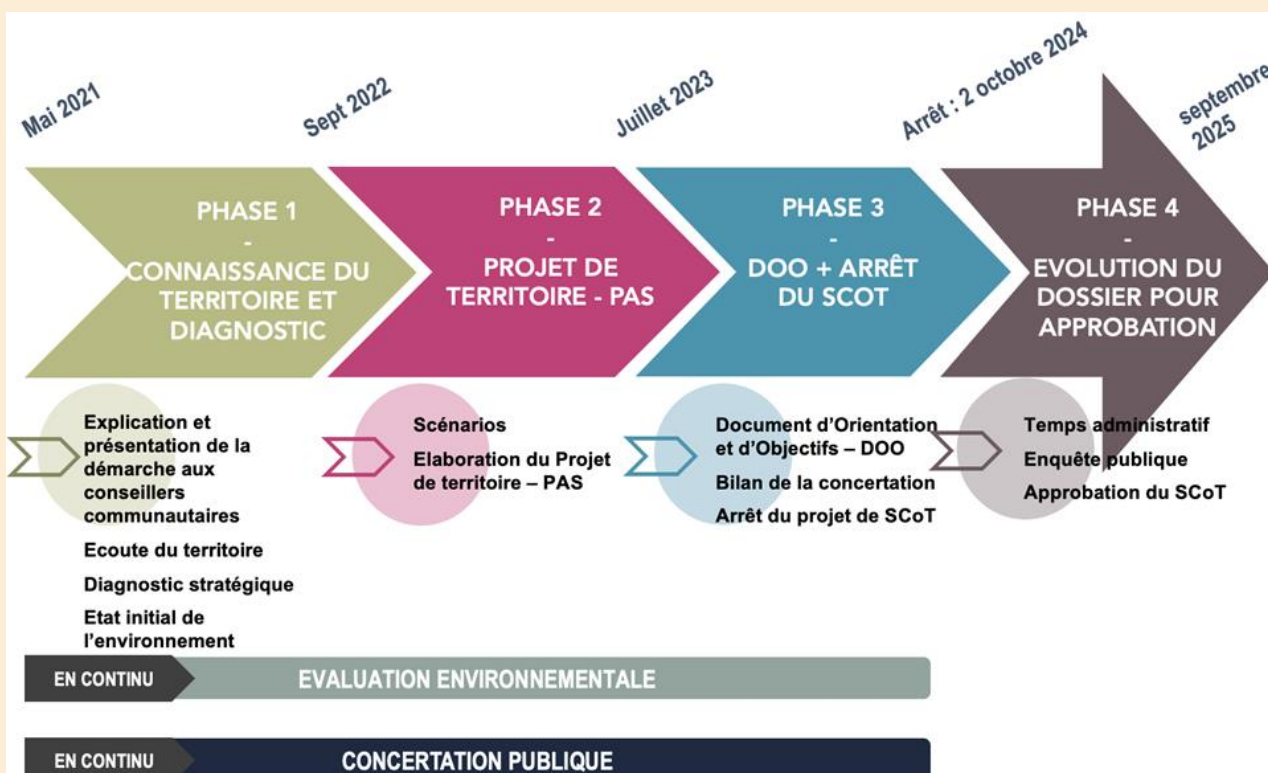 Mai 2021
Sept 2022
Juillet 2023
Arrêt : 2 octobre 2024
septembre
2025
PHASE 1
-
CONNAISSANCE DU
TERRITOIRE ET
DIAGNOSTIC
PHASE 2
-
PROJET DE
TERRITOIRE - PAS
PHASE 3
-
DOO + ARRÊT
DU SCOT
PHASE 4
-
EVOLUTION DU
DOSSIER POUR
APPROBATION
Explication et
présentation de la
démarche aux
conseillers
communautaires
Ecoute du territoire
Diagnostic stratégique
Etat initial de
l'environnement
Scénarios
Elaboration du Projet
de territoire – PAS
Document d'Orientation
et d'Objectifs – DOO
Bilan de la concertation
Arrêt du projet de SCoT
Temps administratif
Enquête publique
Approbation du SCoT
EN CONTINU
EVALUATION ENVIRONNEMENTALE
EN CONTINU
CONCERTATION PUBLIQUE